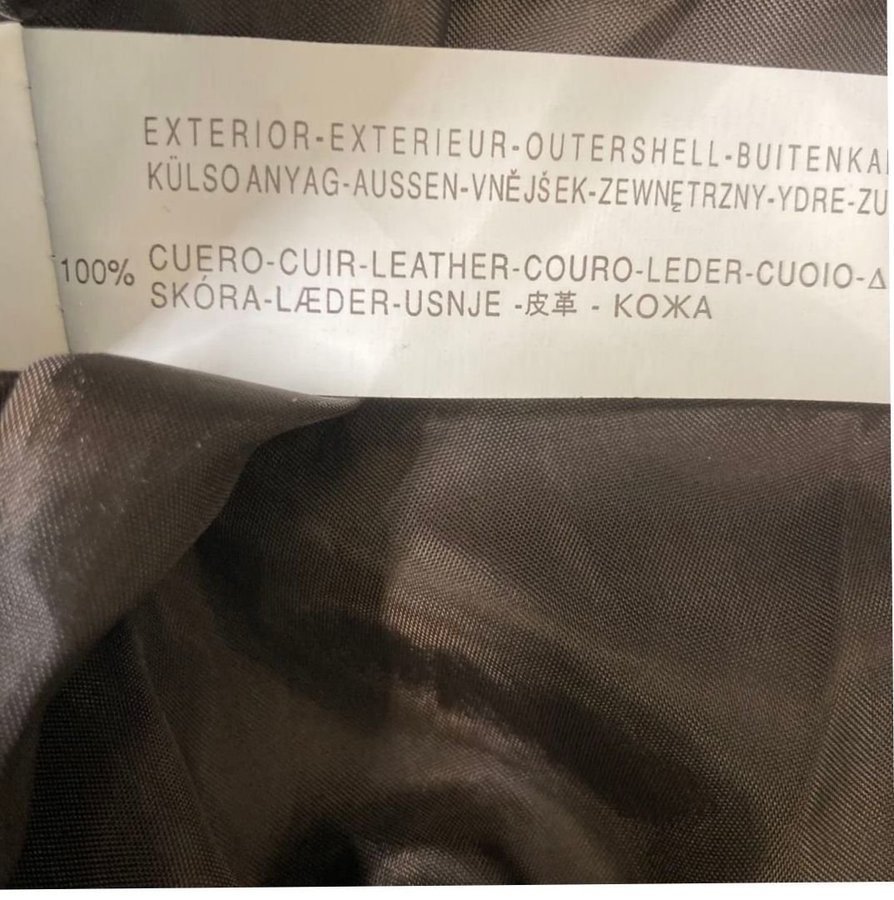 EXTERIOR-EXTERIEUR-OUTERSHELL-BUITENKA
KÜLSO ANYAG-AUSSEN-VNĚJŚEK-ZEWNĘTRZNY-YDRE-ZU
100% CUERO-CUIR-LEATHER-COURO-LEDER-CUOIO-Δ
SKÓRA-LÆDER-USNJE -皮革 - КОЖА